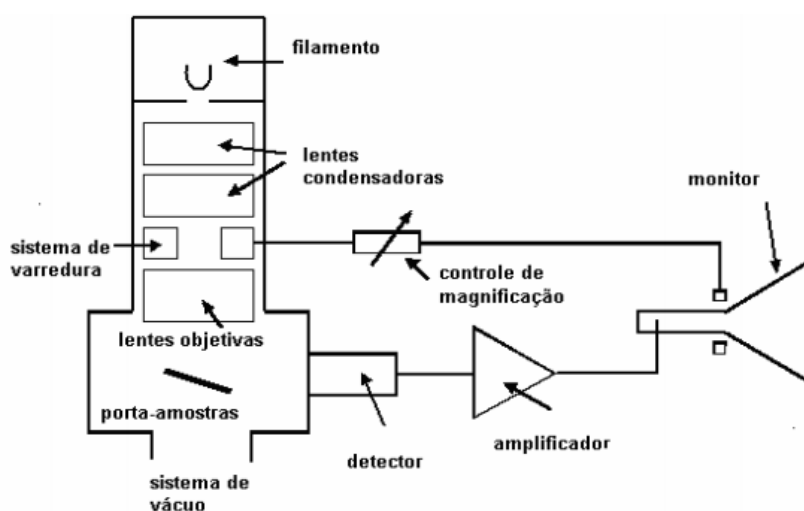 filamento
lentes
condensadoras
monitor
sistema de
varredura
controle de
magnificação
lentes objetivas
porta-amostras
amplificador
detector
sistema de
vácuo